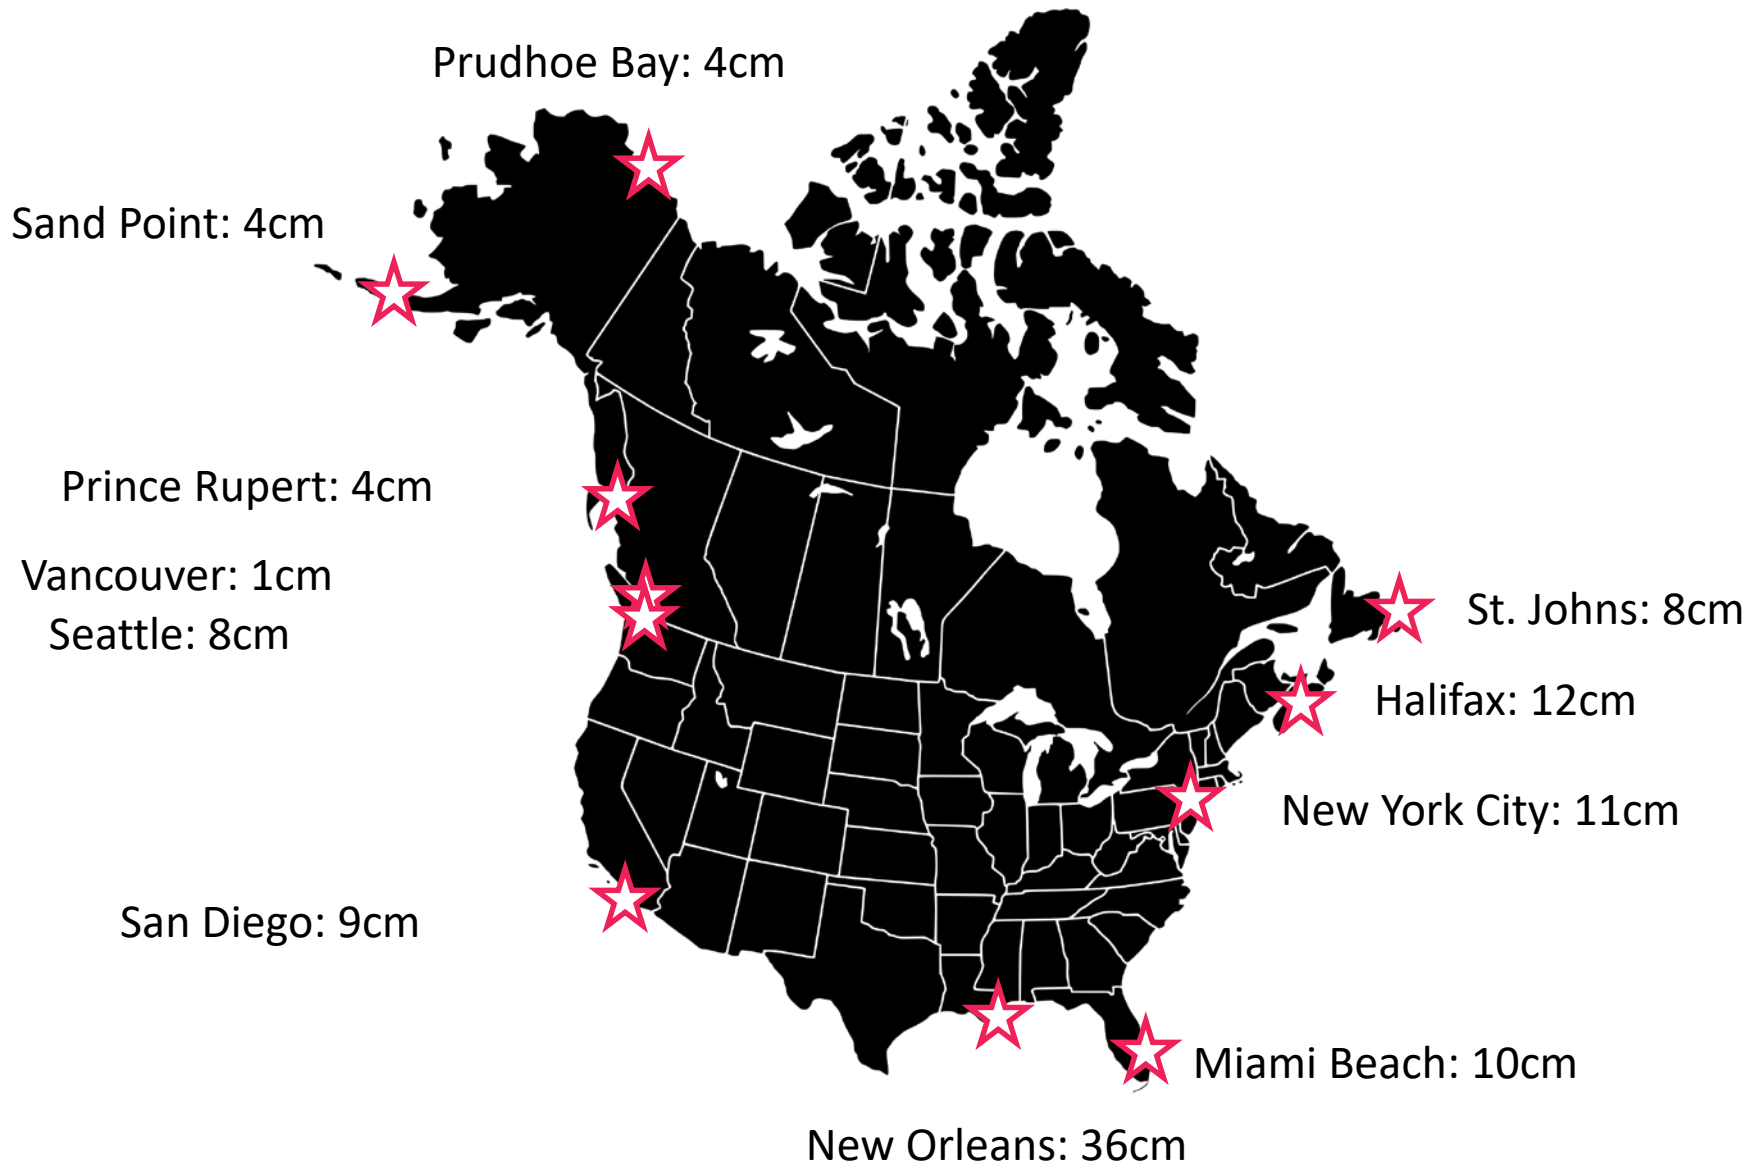 Prudhoe Bay: 4cm
Sand Point: 4cm
Prince Rupert: 4cm
Vancouver: 1cm
Seattle: 8cm
St. Johns: 8cm
Halifax: 12cm
New York City: 11cm
San Diego: 9cm
Miami Beach: 10cm
New Orleans: 36cm